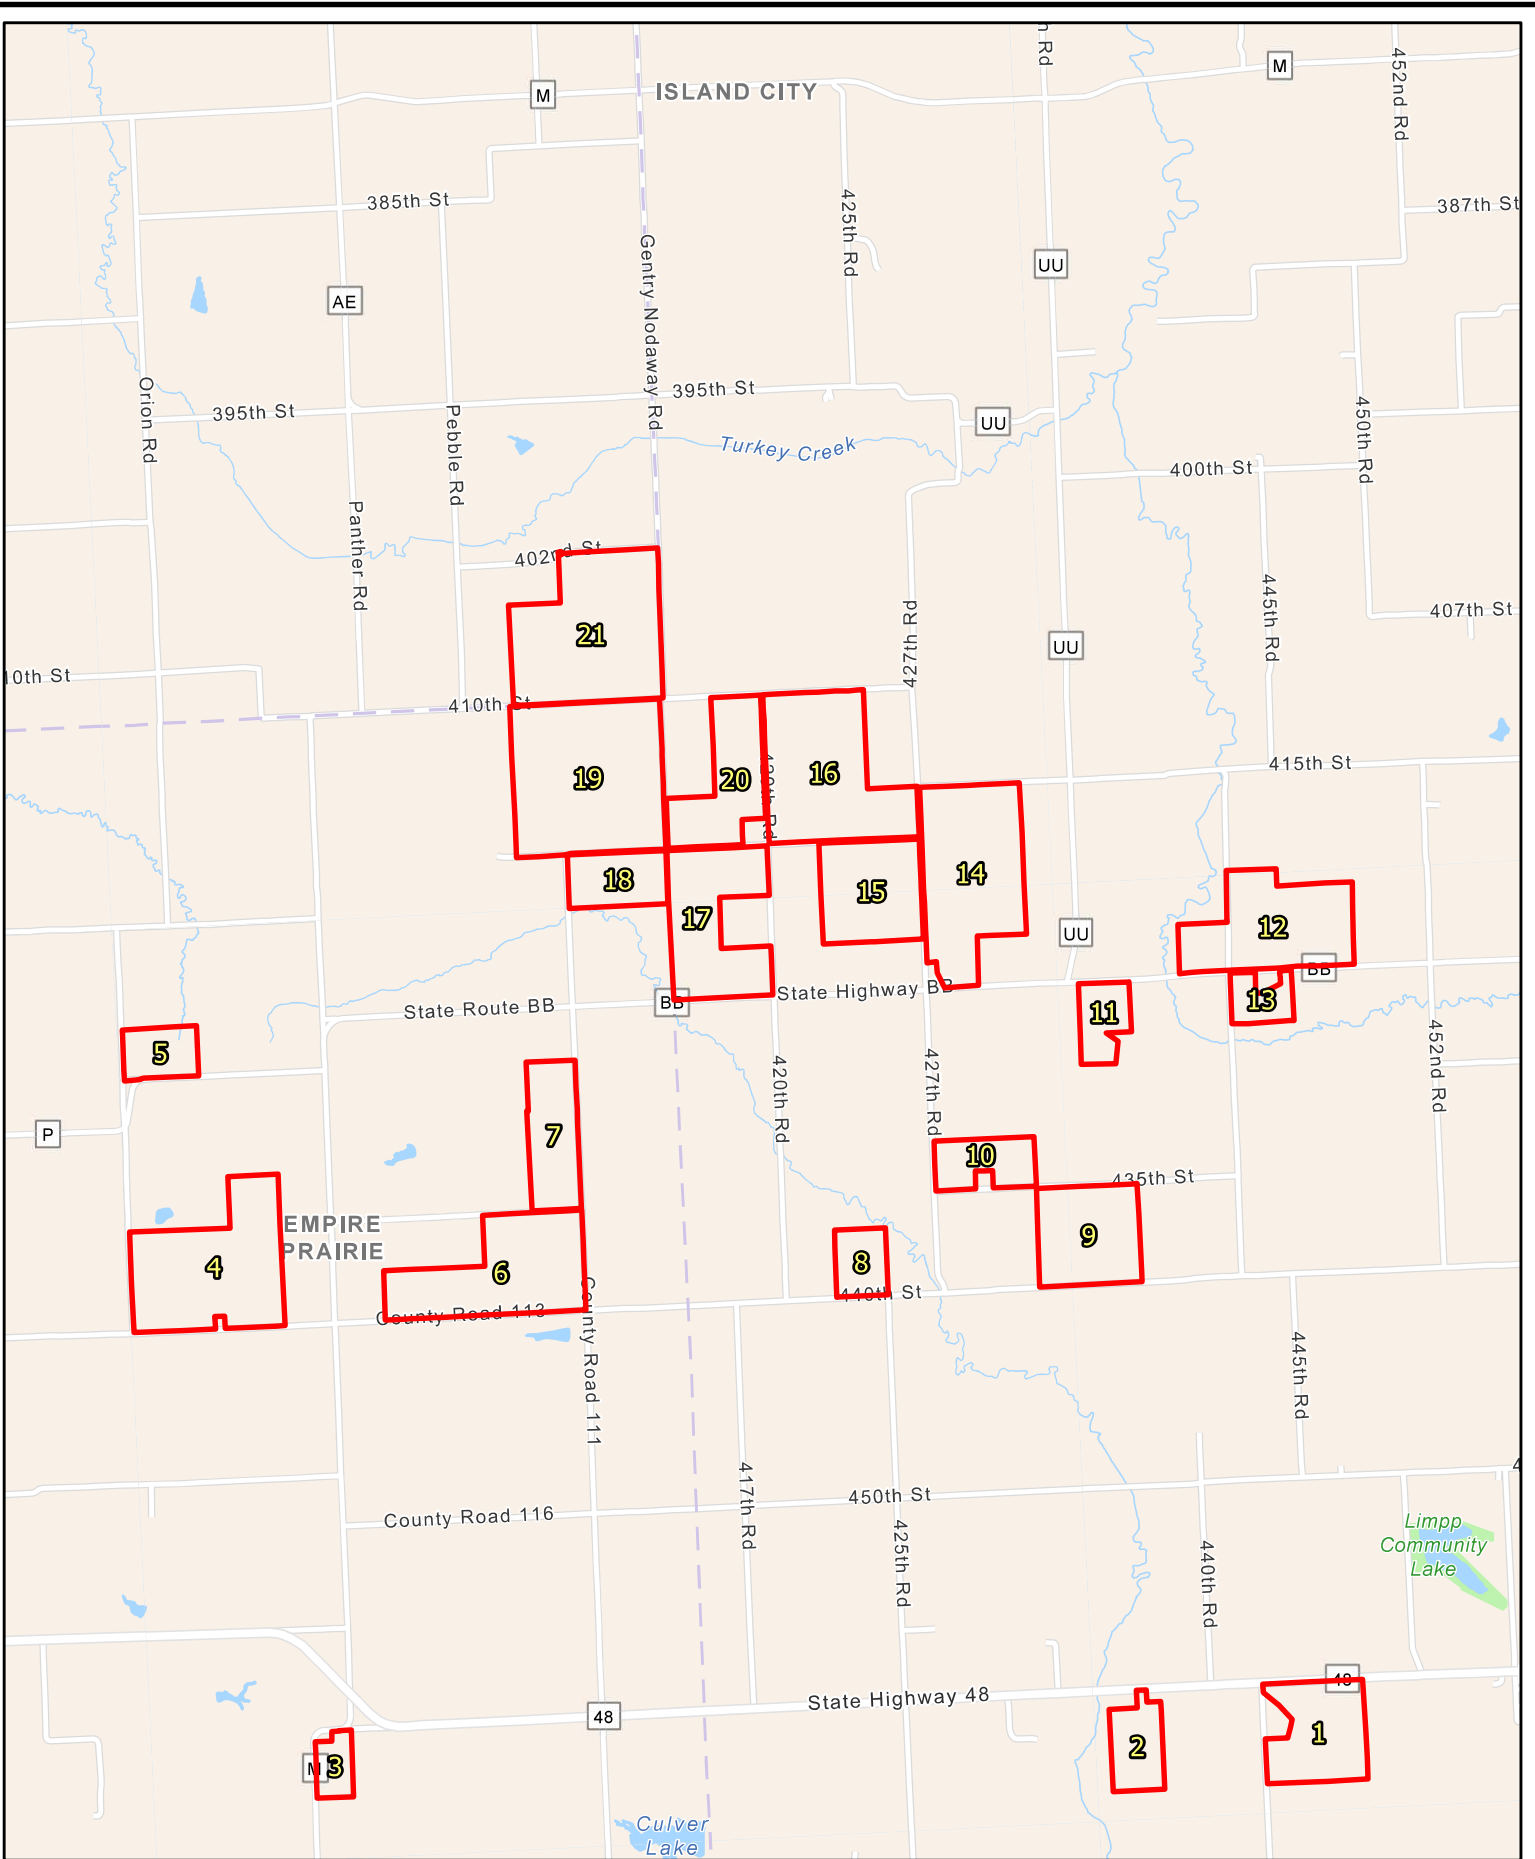 n Rd
M
452nd Rd
M
ISLAND CITY
385th St
425th Rd
387th St
Gentry Nodaway Rd
UU
AE
Orion Rd
395th St
395th St
450th Rd
Pebble Rd
UU
Turkey Creek
400th St
Panther Rd
402nd St
445th Rd
427th Rd
407th St
21
UU
10th St
410th St
19
20
420th Rd
16
415th St
18
15
14
17
12
UU
BB
State Highway BB
State Route BB
BB
13
11
5
420th Rd
427th Rd
452nd Rd
P
7
10
435th St
EMPIRE
PRAIRIE
9
4
6
8
440th St
County Road 113
County Road 111
445th Rd
417th Rd
450th St
4
County Road 116
425th Rd
440th Rd
Limpp
Community
Lake
48
State Highway 48
48
1
2
M
3
Culver
Lake